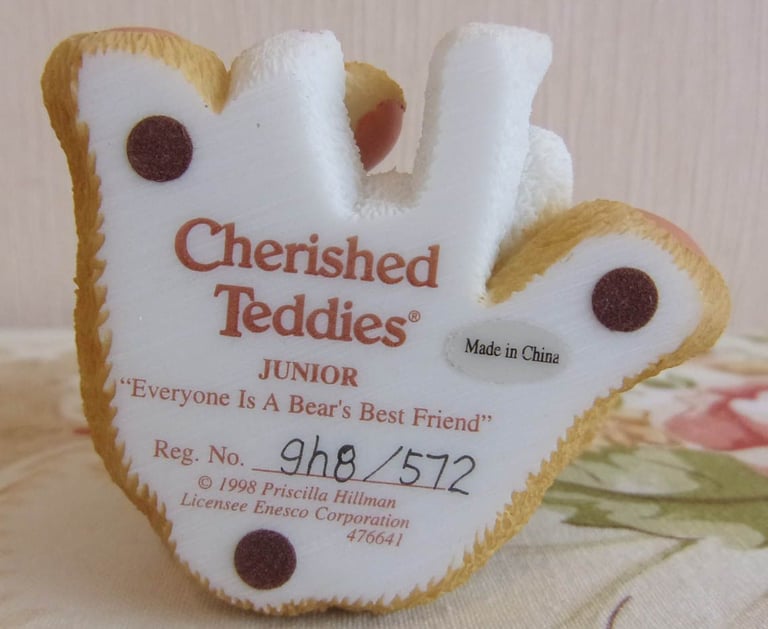 Cherished
Teddies®
Made in China
JUNIOR
“Everyone Is A Bear's Best Friend”
Reg. No. 9h8/572
© 1998 Priscilla Hillman
Licensee Enesco Corporation
476641